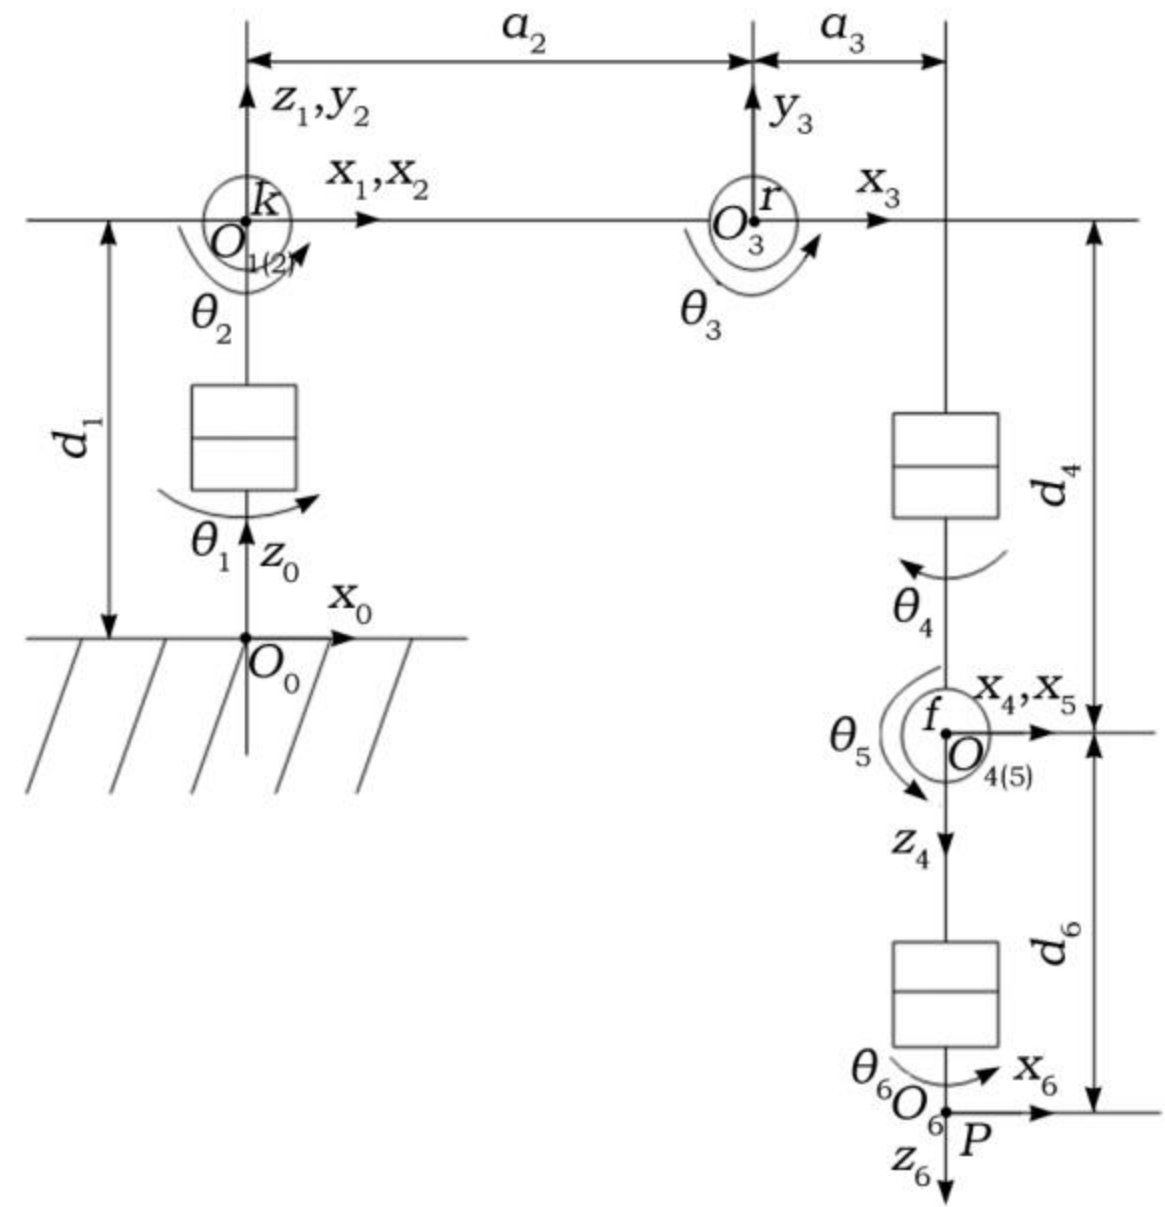 a₂ a₃
z₁,y₂ y₃
x₁,x₂ x₃
k r
O₁₍₂₎ O₃
θ₂ θ₃
d₁ d₄
θ₁ z₀
x₀ θ₄
O₀
x₄,x₅
f
θ₅ O₄₍₅₎
z₄
d₆
θ₆ x₆
O₆
P
z₆